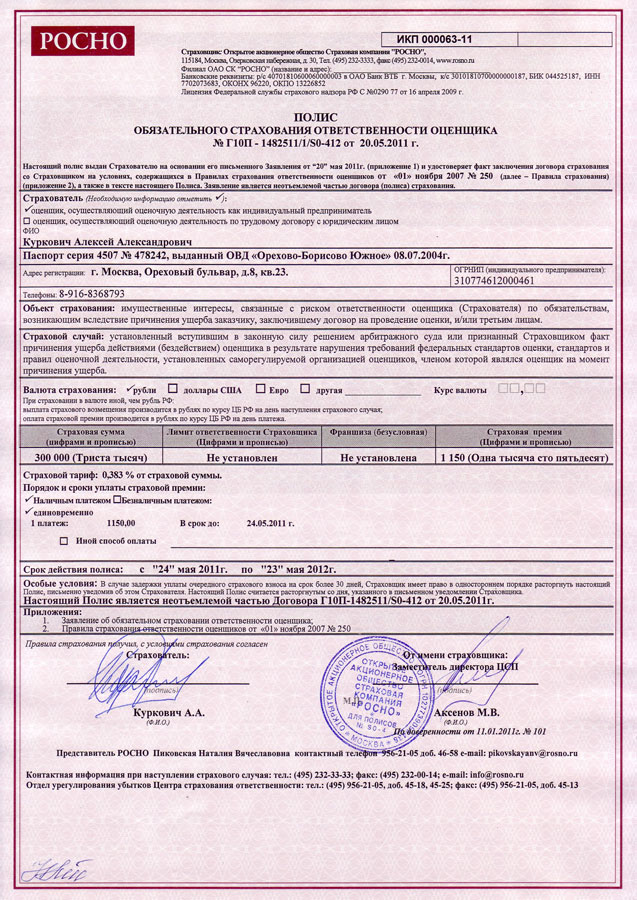 РОСНО
ИКП 000063-11
Страховщик: Открытое акционерное общество Страховая компания "РОСНО",
115184, Москва, Озерковская набережная, д. 30, Тел. (495) 232-3333, факс (495) 232-0014, www.rosno.ru
Филиал ОАО СК "РОСНО" (название и адрес):
Банковские реквизиты: р/с 40701810600060000003 в ОАО Банк ВТБ г. Москвы, к/с 30101810700000000187, БИК 044525187, ИНН
7702073683, ОКОНХ 96220, ОКПО 13226852
Лицензия Федеральной службы страхового надзора РФ С №0290 77 от 16 апреля 2009 г.
ПОЛИС
ОБЯЗАТЕЛЬНОГО СТРАХОВАНИЯ ОТВЕТСТВЕННОСТИ ОЦЕНЩИКА
№ Г10П - 1482511/1/S0-412 от 20.05.2011 г.
Настоящий полис выдан Страхователю на основании его письменного Заявления от "20" мая 2011г. (приложение 1) и удостоверяет факт заключения договора страхования
со Страховщиком на условиях, содержащихся в Правилах страхования ответственности оценщиков от «01» ноября 2007 № 250 (далее – Правила страхования)
(приложение 2), а также в тексте настоящего Полиса. Заявление является неотъемлемой частью договора (полиса) страхования.
Страхователь (Необходимую информацию отметить ✓):
✓оценщик, осуществляющий оценочную деятельность как индивидуальный предприниматель
☐ оценщик, осуществляющий оценочную деятельность по трудовому договору с юридическим лицом
ФИО
Куркович Алексей Александрович
Паспорт серия 4507 № 478242, выданный ОВД «Орехово-Борисово Южное» 08.07.2004г.
Адрес регистрации: г. Москва, Ореховый бульвар, д.8, кв.23.
ОГРНИП (индивидуального предпринимателя):
310774612000461
Телефоны: 8-916-8368793
Объект страхования: имущественные интересы, связанные с риском ответственности оценщика (Страхователя) по обязательствам,
возникающим вследствие причинения ущерба заказчику, заключившему договор на проведение оценки, и/или третьим лицам.
Страховой случай: установленный вступившим в законную силу решением арбитражного суда или признанный Страховщиком факт
причинения ущерба действиями (бездействием) оценщика в результате нарушения требований федеральных стандартов оценки, стандартов и
правил оценочной деятельности, установленных саморегулируемой организацией оценщиков, членом которой являлся оценщик на момент
причинения ущерба.
Валюта страхования: ✓рубли ☐ доллары США ☐ Евро ☐ другая Курс валюты ☐☐,☐☐
При страховании в валюте иной, чем рубль РФ:
выплата страхового возмещения производится в рублях по курсу ЦБ РФ на день наступления страхового случая;
оплата страховой премии производится в рублях по курсу ЦБ РФ на день платежа.
Страховая сумма Лимит ответственности Страховщика Франшиза (безусловная) Страховая премия
(цифрами и прописью) (Цифрами и прописью) (Цифрами и прописью)
300 000 (Триста тысяч) Не установлен Не установлена 1 150 (Одна тысяча сто пятьдесят)
Страховой тариф: 0,383 % от страховой суммы.
Порядок и сроки уплаты страховой премии:
✓Наличным платежом ☐Безналичным платежом:
✓единовременно
1 платеж: 1150,00 В срок до: 24.05.2011 г.
☐ Иной способ оплаты
Срок действия полиса: с "24" мая 2011г. по "23" мая 2012г.
Особые условия: В случае задержки уплаты очередного страхового взноса на срок более 30 дней, Страховщик имеет право в одностороннем порядке расторгнуть настоящий
Полис, письменно уведомив об этом Страхователя. Настоящий Полис считается расторгнутым со дня, указанного в письменном уведомлении Страховщика.
Настоящий Полис является неотъемлемой частью Договора Г10П-1482511/S0-412 от 20.05.2011г.
Приложения:
1. Заявление об обязательном страховании ответственности оценщика;
2. Правила страхования ответственности оценщиков от «01» ноября 2007 № 250
Правила страхования получил, с условиями страхования согласен
Страхователь: От имени страховщика:
Заместитель директора ЦСП
(подпись) М.П. (подпись)
ОТКРЫТОЕ АКЦИОНЕРНОЕ ОБЩЕСТВО
• МОСКВА •
ОТКРЫТОЕ
АКЦИОНЕРНОЕ
ОБЩЕСТВО
СТРАХОВАЯ
КОМПАНИЯ
«РОСНО»
ДЛЯ ПОЛИСОВ
№ SO-4
Куркович А.А. Аксенов М.В.
(Ф.И.О.) (Ф.И.О.)
По доверенности от 11.01.2011г. № 101
Представитель РОСНО Пиковская Наталия Вячеславовна контактный телефон 956-21-05 доб. 46-58 e-mail: pikovskayanv@rosno.ru
Контактная информация при наступлении страхового случая: тел.: (495) 232-33-33; факс: (495) 232-00-14; e-mail: info@rosno.ru
Отдел урегулирования убытков Центра страхования ответственности: тел.: (495) 956-21-05, доб. 45-18, 45-25; факс: (495) 956-21-05, доб. 45-13